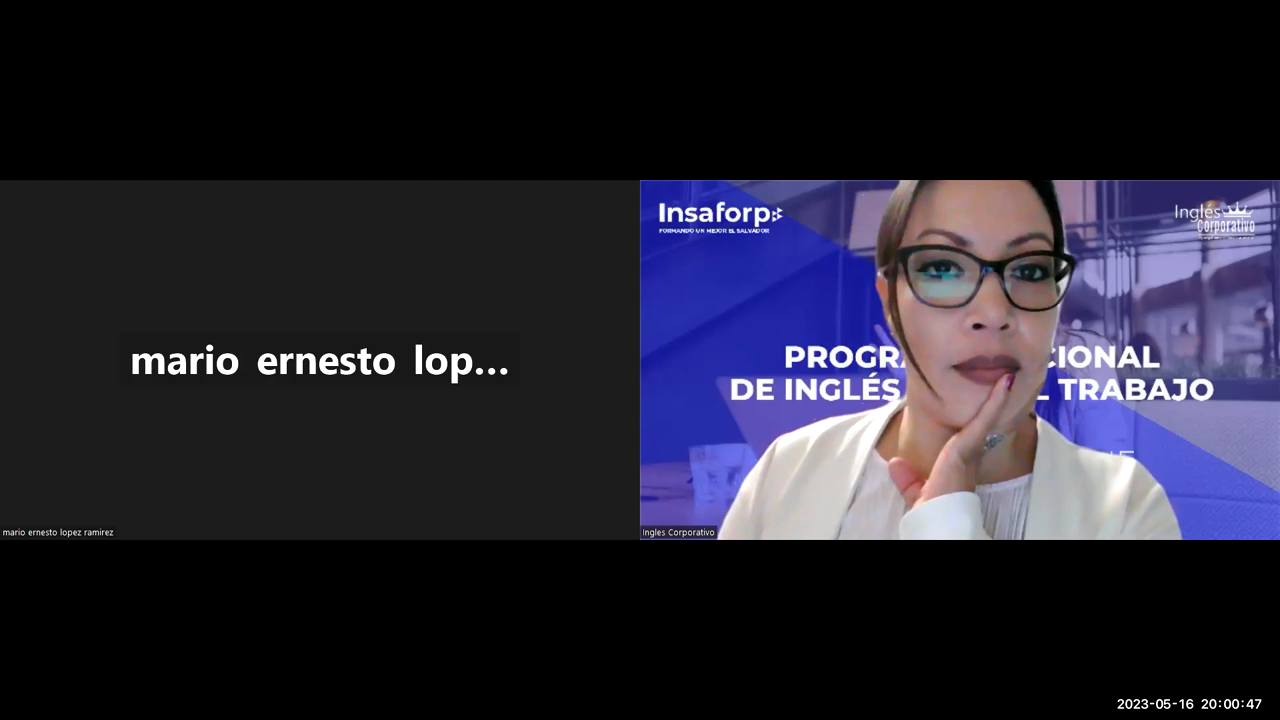 mario ernesto lop...
mario ernesto lopez ramirez
Insaforp
FORMANDO UN MEJOR EL SALVADOR
Inglés
Corporativo
PROGRA CIONAL
DE INGLÉS L TRABAJO
Ingles Corporativo
2023-05-16 20:00:47